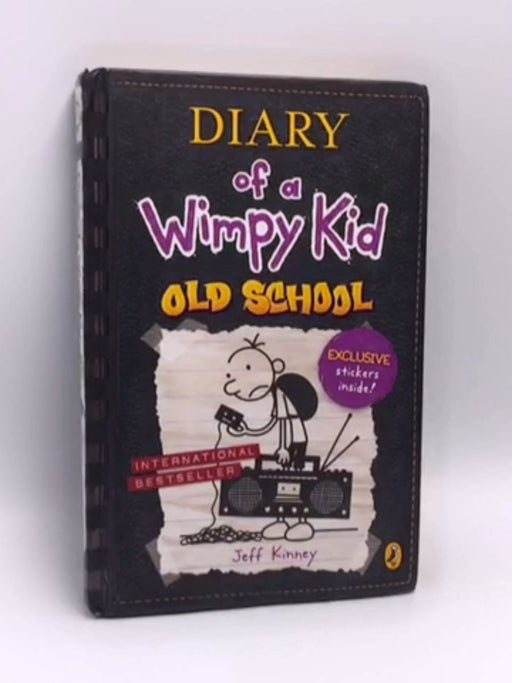 DIARY
of a
Wimpy Kid
OLD SCHOOL
EXCLUSIVE
stickers
inside!
INTERNATIONAL
BESTSELLER
Jeff Kinney